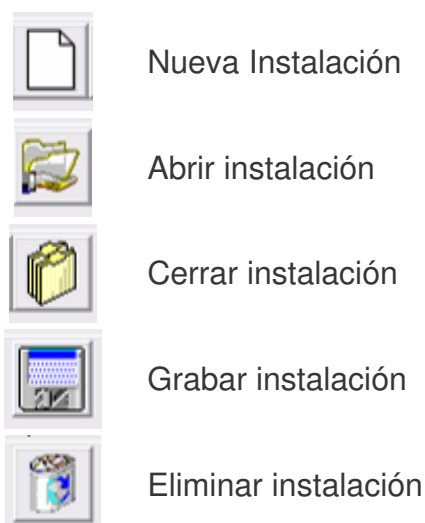 Nueva Instalación
Abrir instalación
Cerrar instalación
Grabar instalación
Eliminar instalación